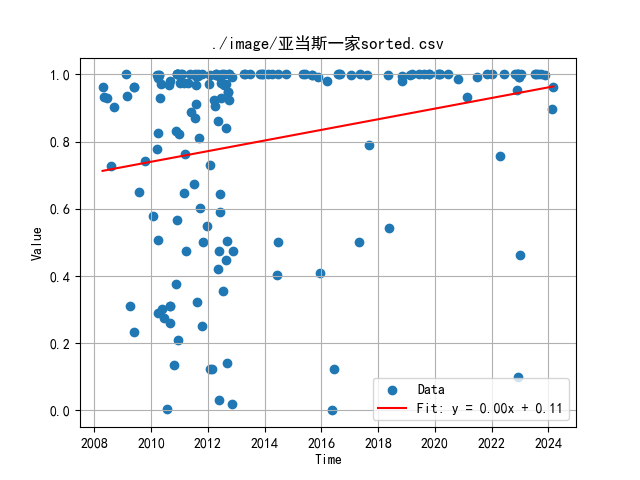 ./image/亚当斯一家sorted.csv
Value
1.0
0.8
0.6
0.4
0.2
0.0
Data
Fit: y = 0.00x + 0.11
2008 2010 2012 2014 2016 2018 2020 2022 2024
Time